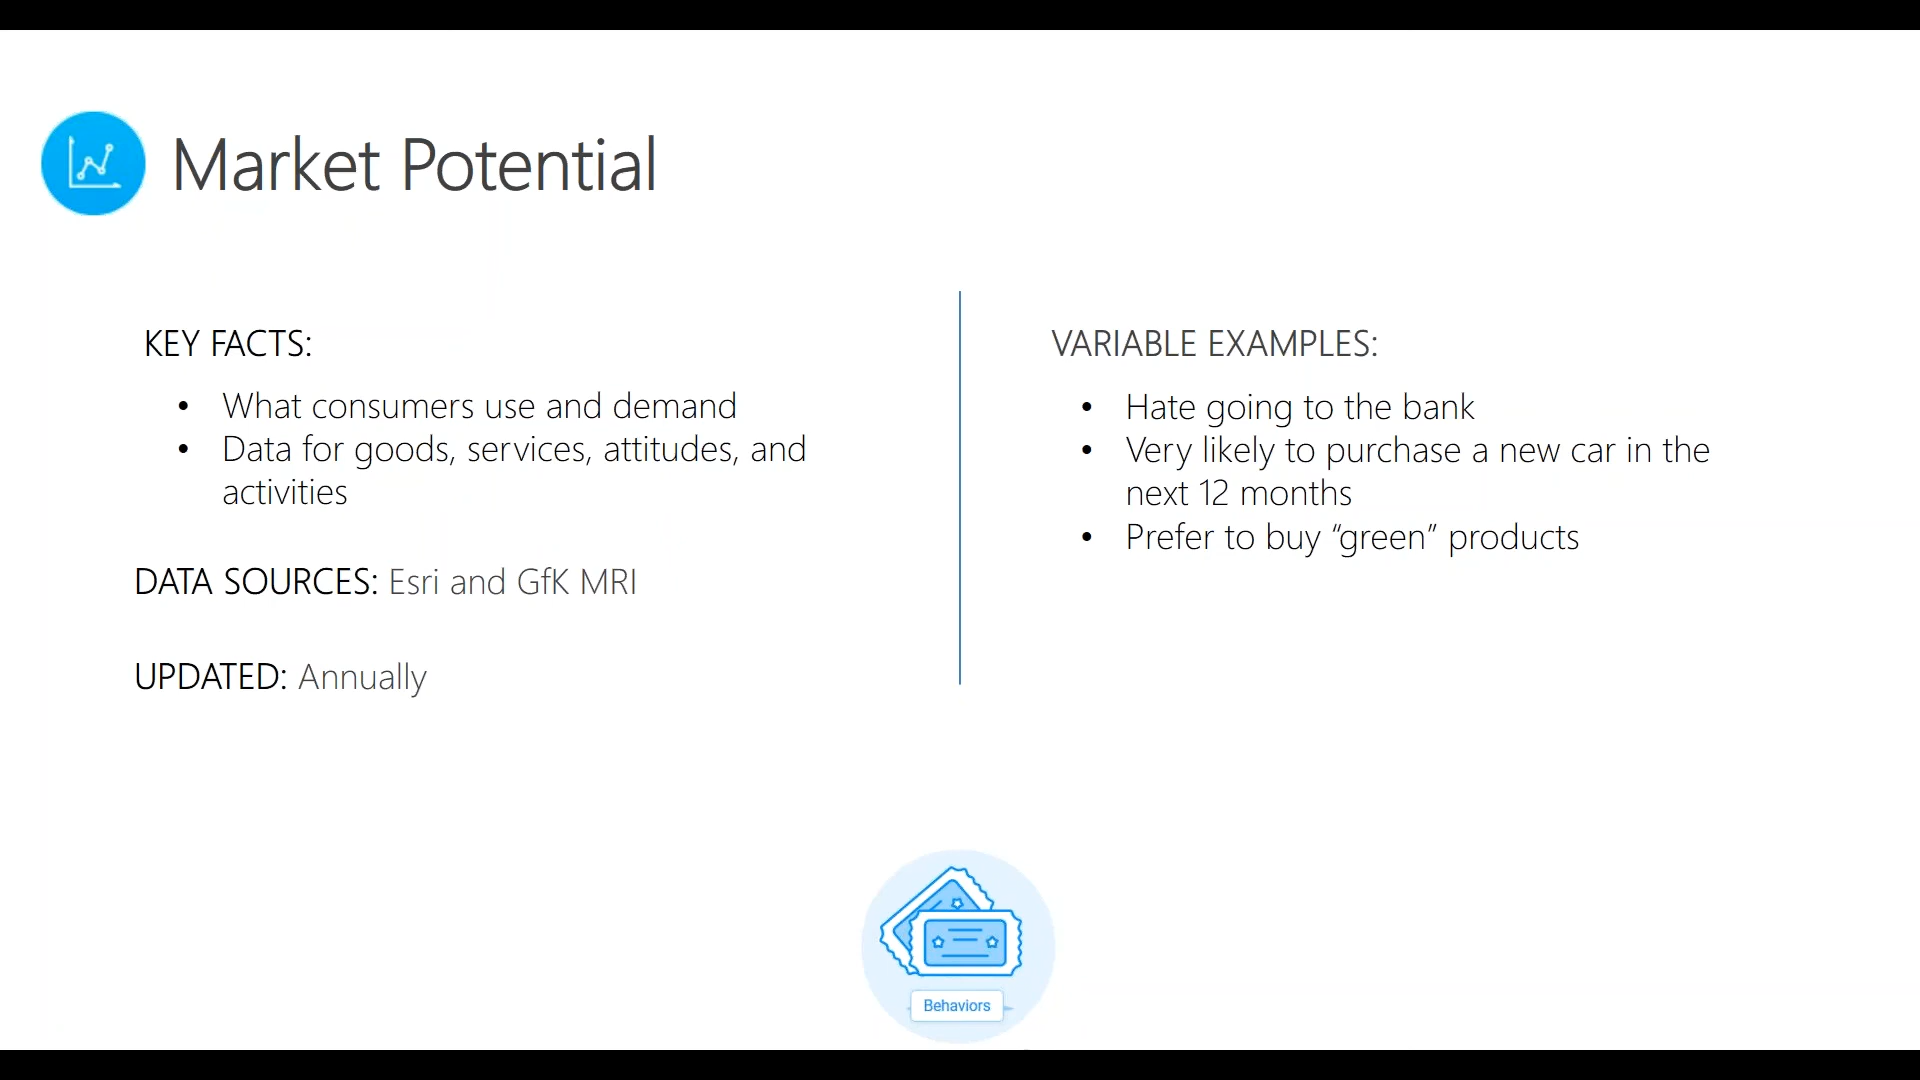 Market Potential
KEY FACTS:
• What consumers use and demand
• Data for goods, services, attitudes, and
activities
DATA SOURCES: Esri and GfK MRI
UPDATED: Annually
VARIABLE EXAMPLES:
• Hate going to the bank
• Very likely to purchase a new car in the
next 12 months
• Prefer to buy “green” products
Behaviors